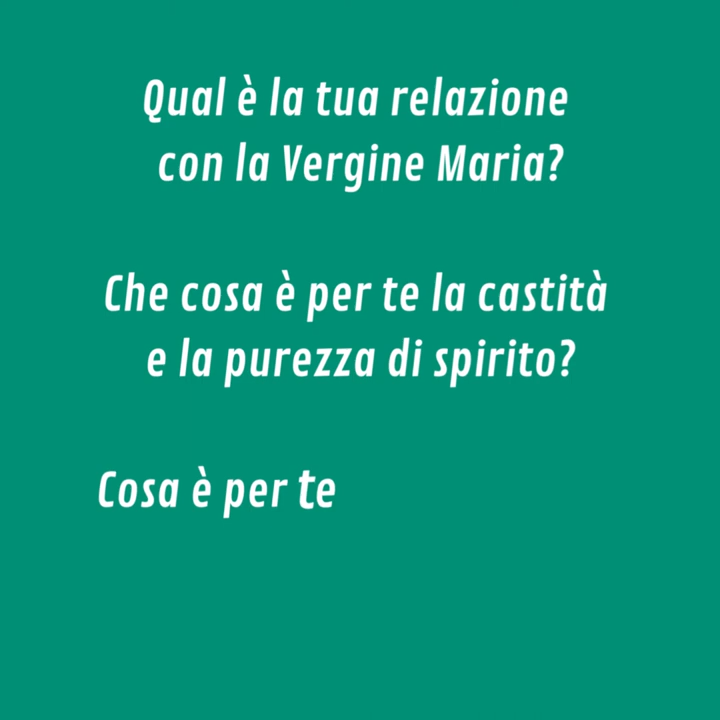 Qual è la tua relazione
con la Vergine Maria?
Che cosa è per te la castità
e la purezza di spirito?
Cosa è per te